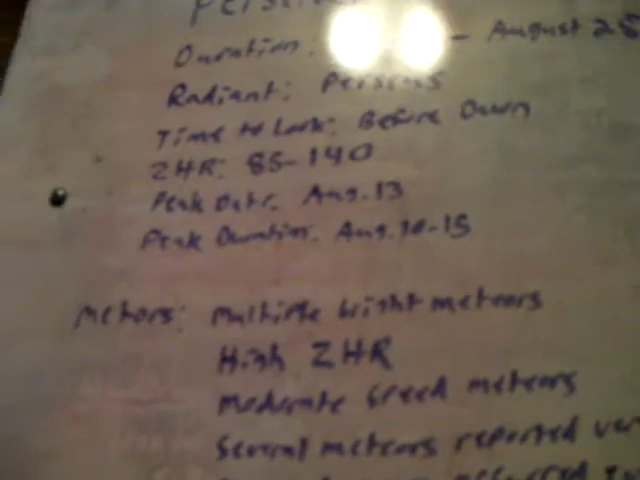 Duration: - August 28
Radiant: Perseus
Time to Look: Before Dawn
ZHR: 85-140
Peak Date: Aug. 13
Peak Duration: Aug. 10-15
Meteors: Multiple bright meteors
High ZHR
Moderate speed meteors
Several meteors reported